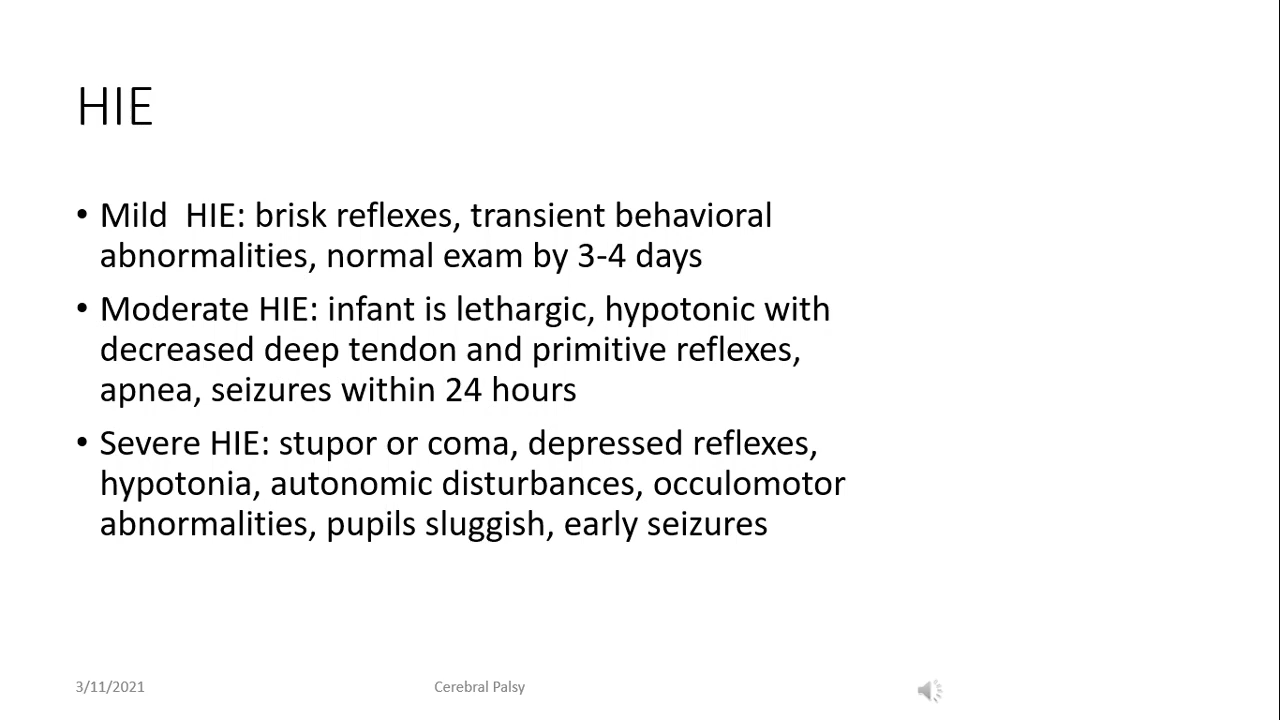 HIE
• Mild  HIE: brisk reflexes, transient behavioral
abnormalities, normal exam by 3-4 days
• Moderate HIE: infant is lethargic, hypotonic with
decreased deep tendon and primitive reflexes,
apnea, seizures within 24 hours
• Severe HIE: stupor or coma, depressed reflexes,
hypotonia, autonomic disturbances, occulomotor
abnormalities, pupils sluggish, early seizures
3/11/2021
Cerebral Palsy